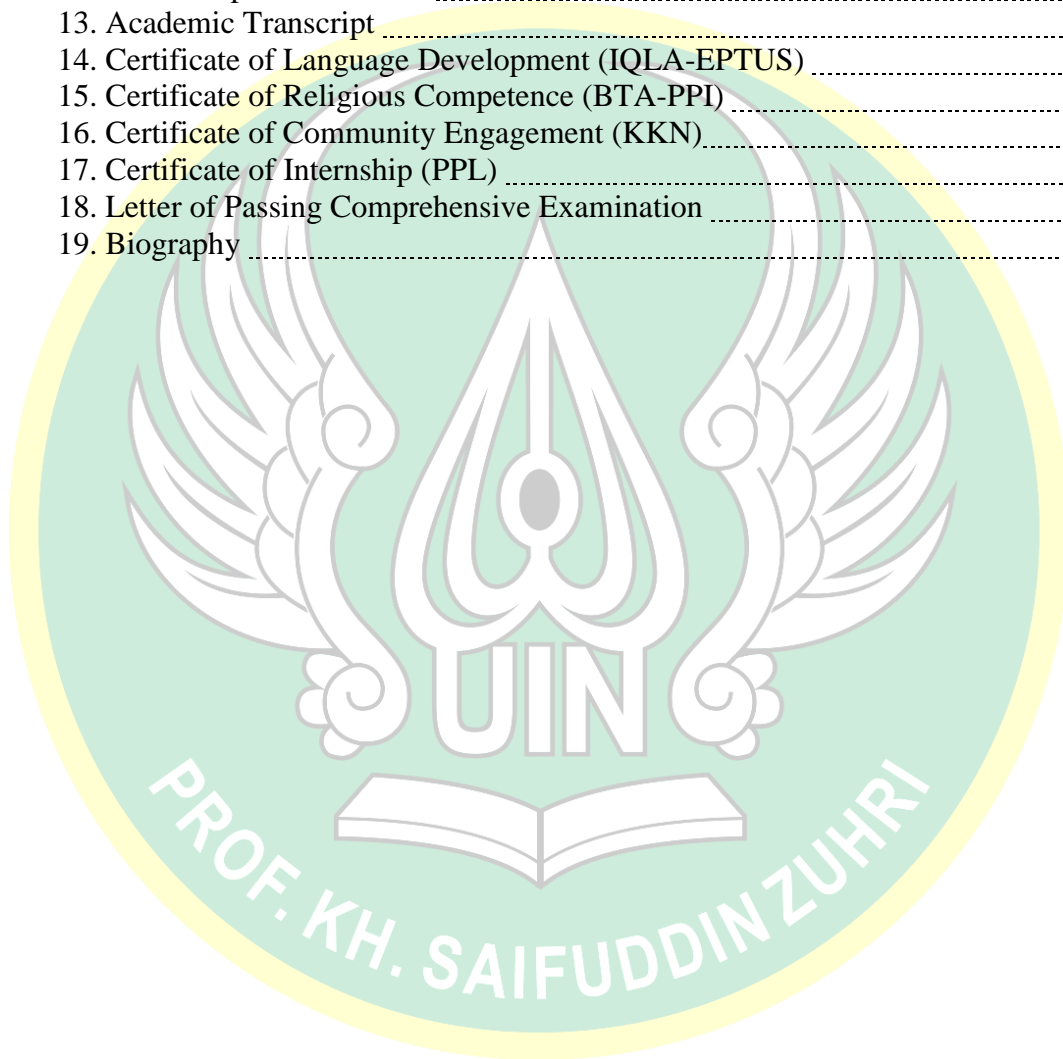 13. Academic Transcript
14. Certificate of Language Development (IQLA-EPTUS)
15. Certificate of Religious Competence (BTA-PPI)
16. Certificate of Community Engagement (KKN)
17. Certificate of Internship (PPL)
18. Letter of Passing Comprehensive Examination
19. Biography
UIN
PROF. KH. SAIFUDDIN ZUHRI